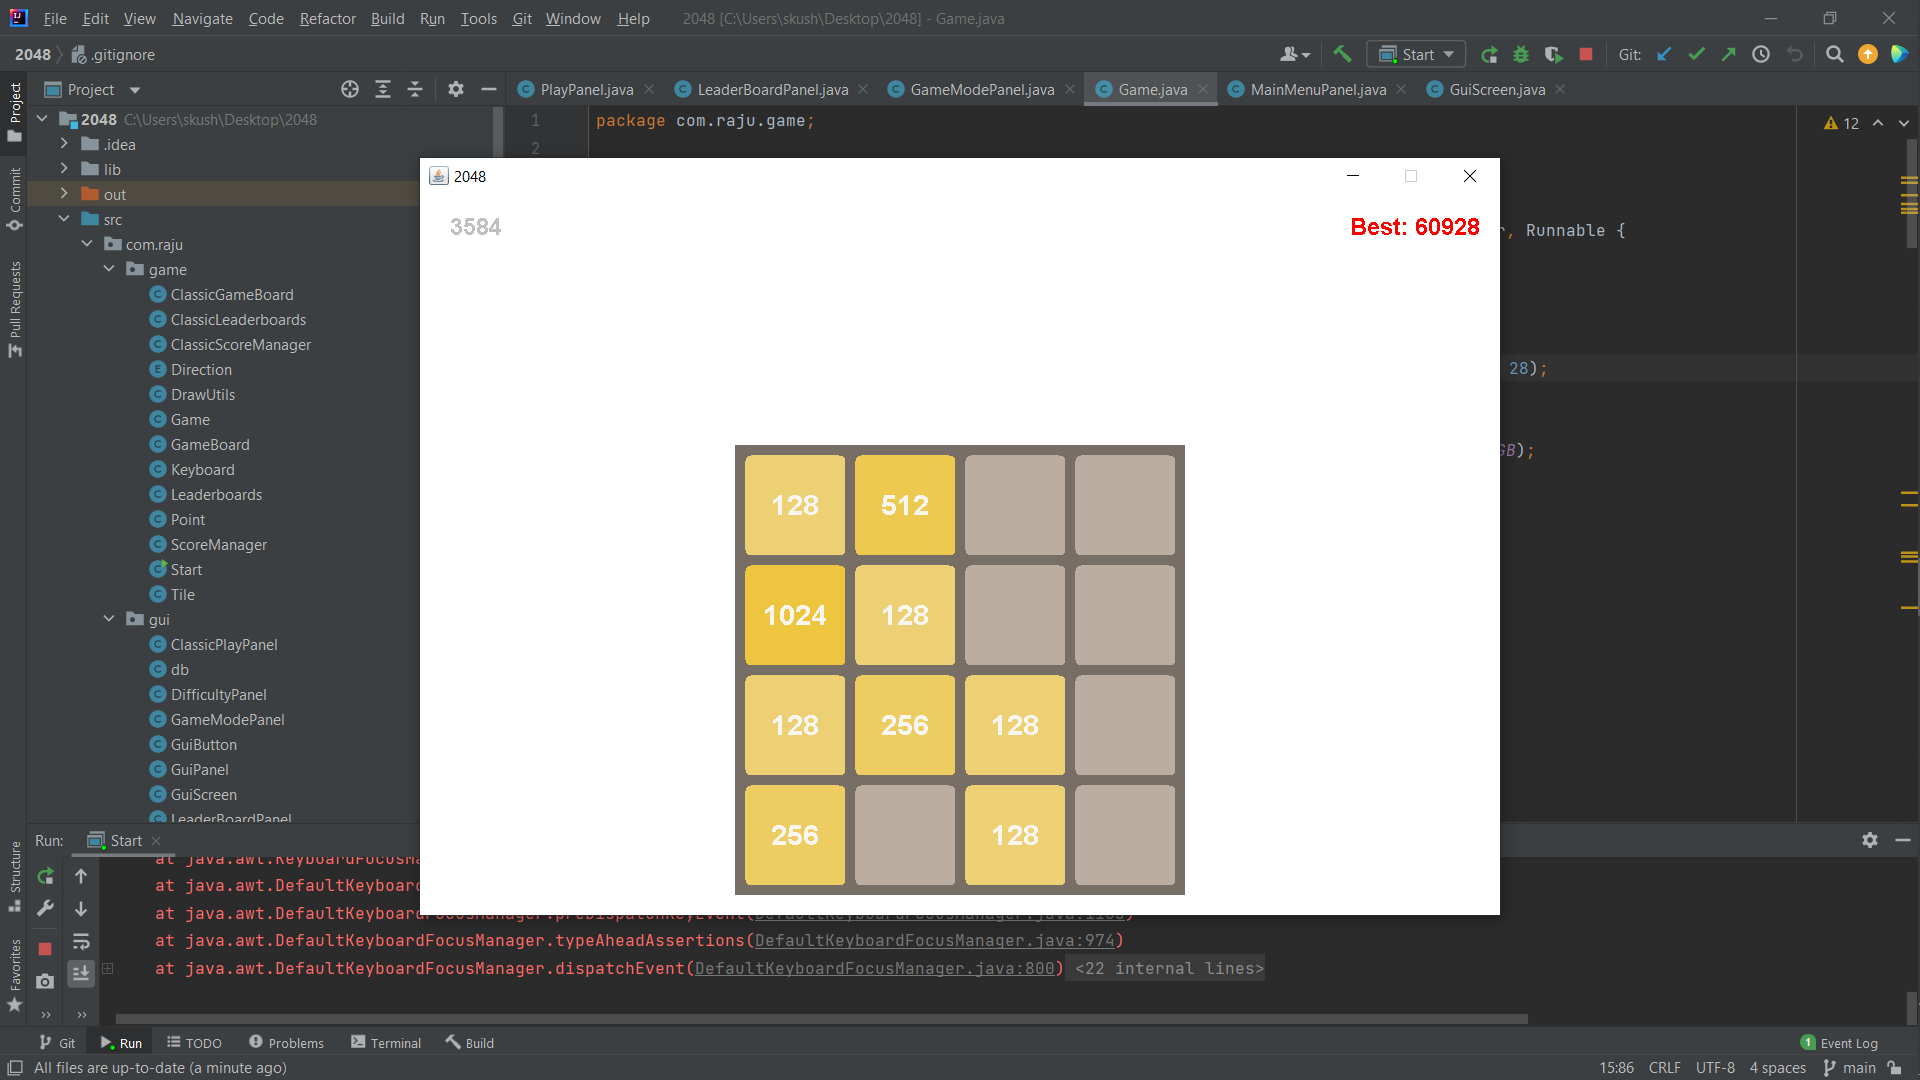 File Edit View Navigate Code Refactor Build Run Tools Git Window Help 2048 [C:\Users\skush\Desktop\2048] - Game.java
2048 .gitignore Start Git:
Project PlayPanel.java LeaderBoardPanel.java GameModePanel.java Game.java MainMenuPanel.java GuiScreen.java
Project
Commit
Pull Requests
Structure
Favorites
2048 C:\Users\skush\Desktop\2048
.idea
lib
out
src
com.raju
game
ClassicGameBoard
ClassicLeaderboards
ClassicScoreManager
Direction
DrawUtils
Game
GameBoard
Keyboard
Leaderboards
Point
ScoreManager
Start
Tile
gui
ClassicPlayPanel
db
DifficultyPanel
GameModePanel
GuiButton
GuiPanel
GuiScreen
LeaderBoardPanel
1 package com.raju.game;
2
12
, Runnable {
28);
GB);
2048
3584 Best: 60928
128 512
1024 128
128 256 128
256 128
Run: Start
at java.awt.KeyboardFocusMa
at java.awt.DefaultKeyboard
at java.awt.DefaultKeyboardFocusManager.preDispatchKeyEvent(DefaultKeyboardFocusManager.java:1103)
at java.awt.DefaultKeyboardFocusManager.typeAheadAssertions(DefaultKeyboardFocusManager.java:974)
at java.awt.DefaultKeyboardFocusManager.dispatchEvent(DefaultKeyboardFocusManager.java:800) <22 internal lines>
Git Run TODO Problems Terminal Build 1 Event Log
All files are up-to-date (a minute ago) 15:86 CRLF UTF-8 4 spaces main